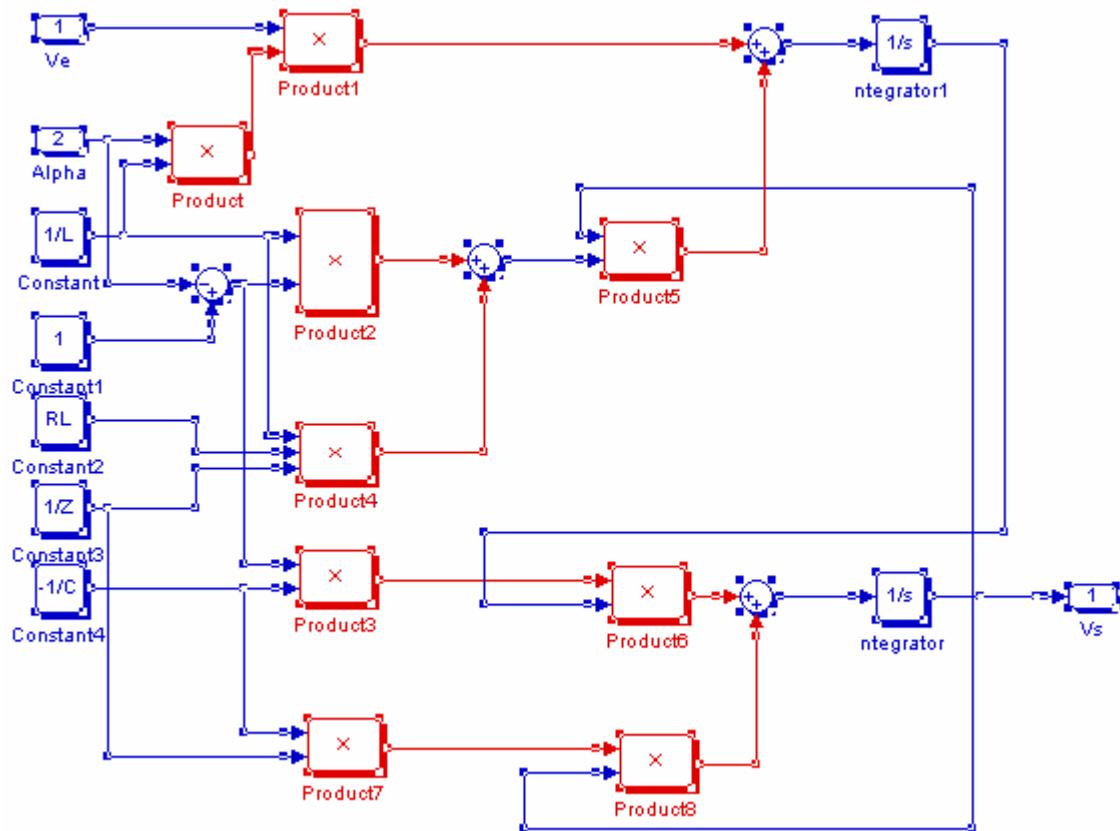 1
Ve
×
Product1
+
+
1/s
ntegrator1
2
Alpha
×
Product
1/L
Constant
-
+
×
Product2
+
+
×
Product5
1
Constant1
RL
Constant2
×
Product4
1/Z
Constant3
-1/C
Constant4
×
Product3
×
Product6
+
+
1/s
ntegrator
1
Vs
×
Product7
×
Product8